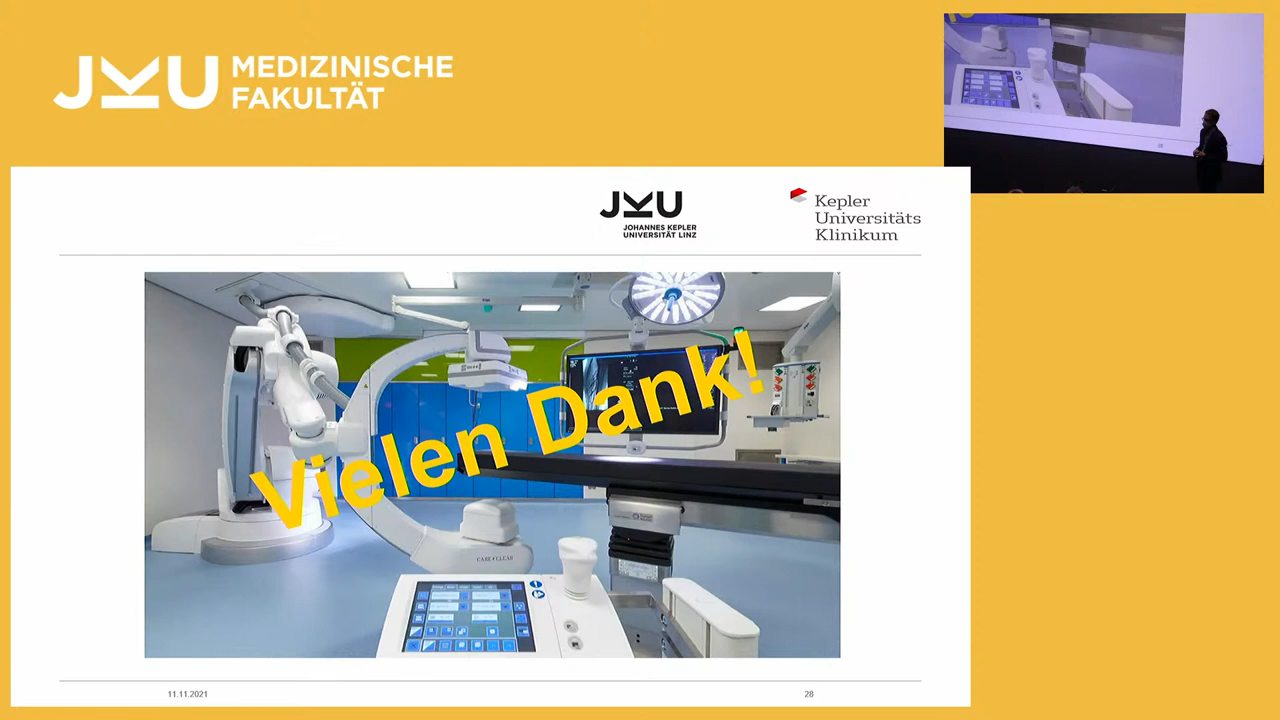 JKU MEDIZINISCHE
FAKULTÄT
JKU
JOHANNES KEPLER
UNIVERSITÄT LINZ
Kepler
Universitäts
Klinikum
Vielen Dank!
CARE+CLEAR
11.11.2021
28